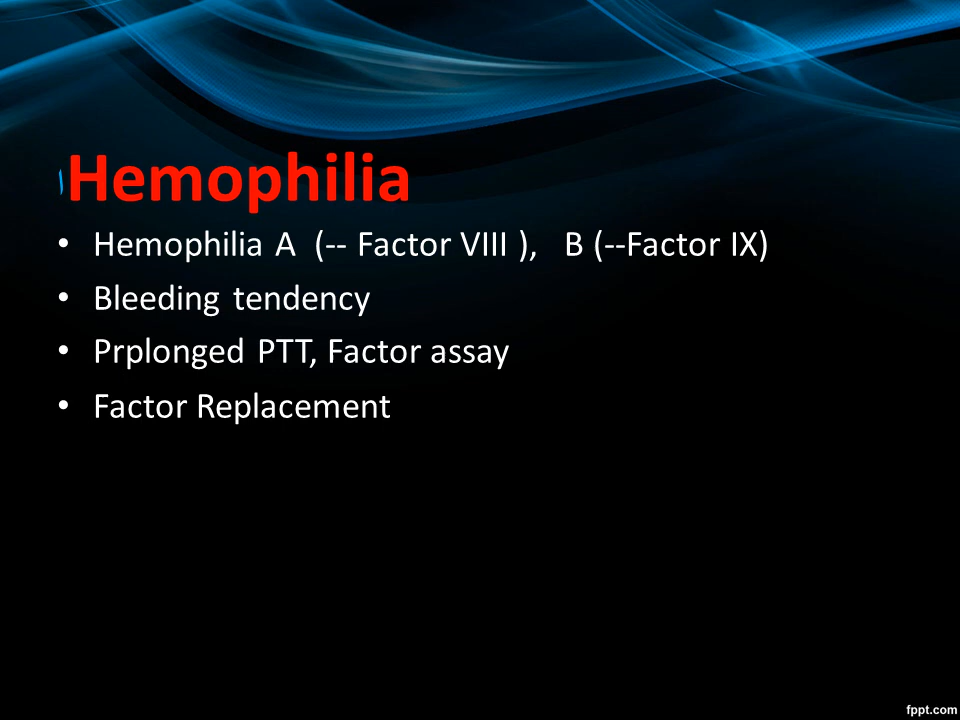 Hemophilia
• Hemophilia A (-- Factor VIII ), B (--Factor IX)
• Bleeding tendency
• Prplonged PTT, Factor assay
• Factor Replacement
fppt.com